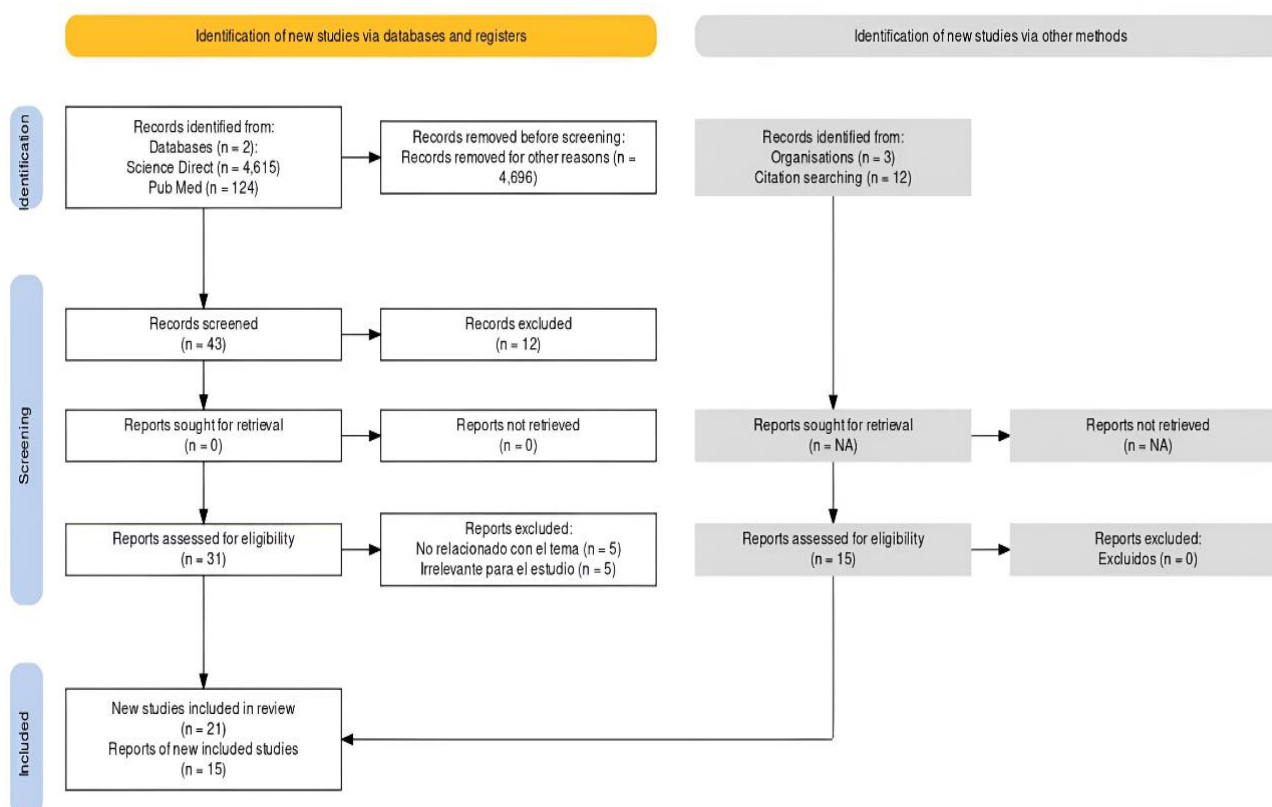 Identification of new studies via databases and registers
Identification of new studies via other methods
Identification
Records identified from:
Databases (n = 2):
Science Direct (n = 4,615)
Pub Med (n = 124)
Records removed before screening:
Records removed for other reasons (n =
4,696)
Records identified from:
Organisations (n = 3)
Citation searching (n = 12)
Screening
Records screened
(n = 43)
Records excluded
(n = 12)
Reports sought for retrieval
(n = 0)
Reports not retrieved
(n = 0)
Reports sought for retrieval
(n = NA)
Reports not retrieved
(n = NA)
Reports assessed for eligibility
(n = 31)
Reports excluded:
No relacionado con el tema (n = 5)
Irrelevante para el estudio (n = 5)
Reports assessed for eligibility
(n = 15)
Reports excluded:
Excluidos (n = 0)
Included
New studies included in review
(n = 21)
Reports of new included studies
(n = 15)